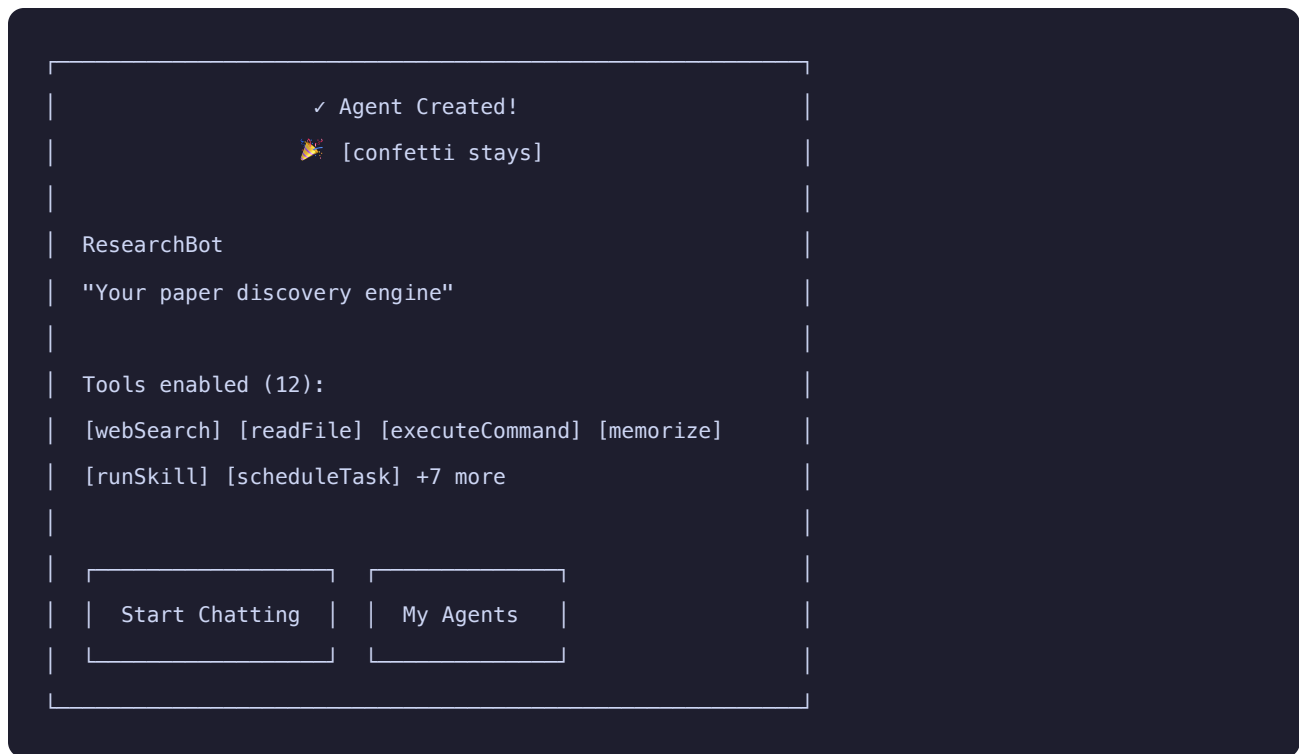 ✓ Agent Created!
🎉 [confetti stays]
ResearchBot
"Your paper discovery engine"
Tools enabled (12):
[webSearch] [readFile] [executeCommand] [memorize]
[runSkill] [scheduleTask] +7 more
Start Chatting My Agents